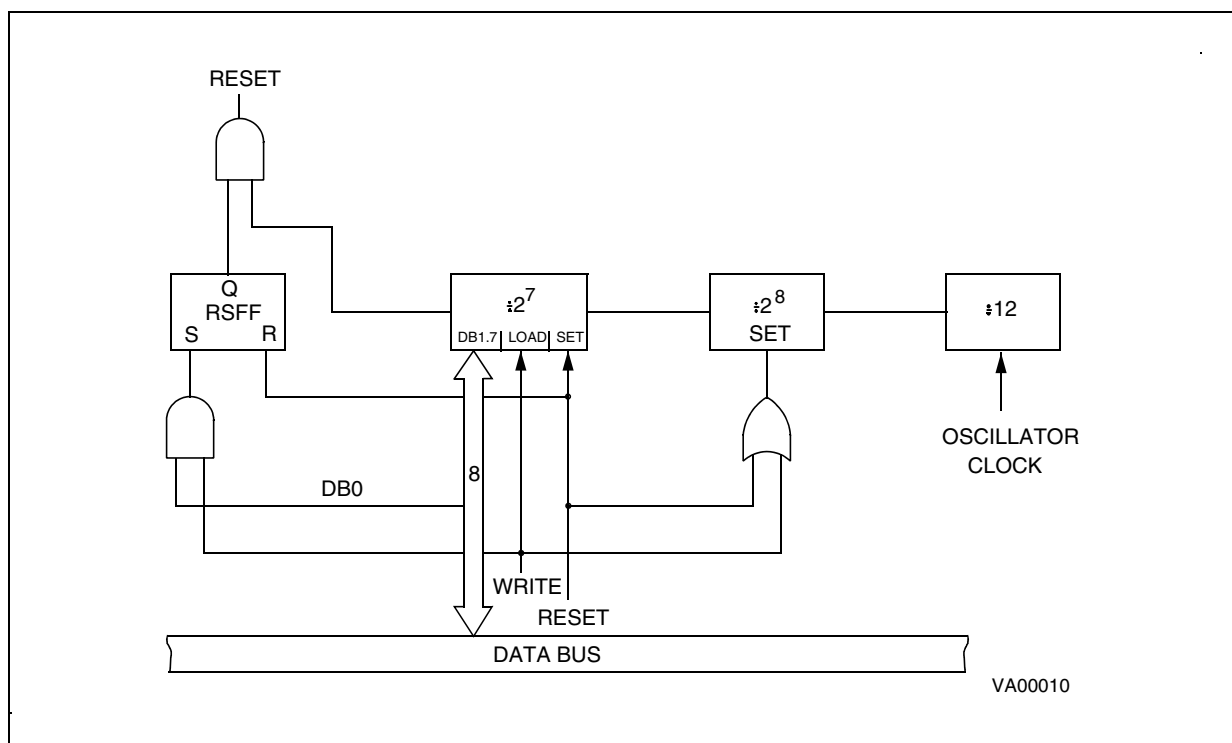 RESET
Q
RSFF
S R
÷2^7
DB1.7 LOAD SET
÷2^8
SET
÷12
OSCILLATOR
CLOCK
8
DB0
WRITE
RESET
DATA BUS
VA00010